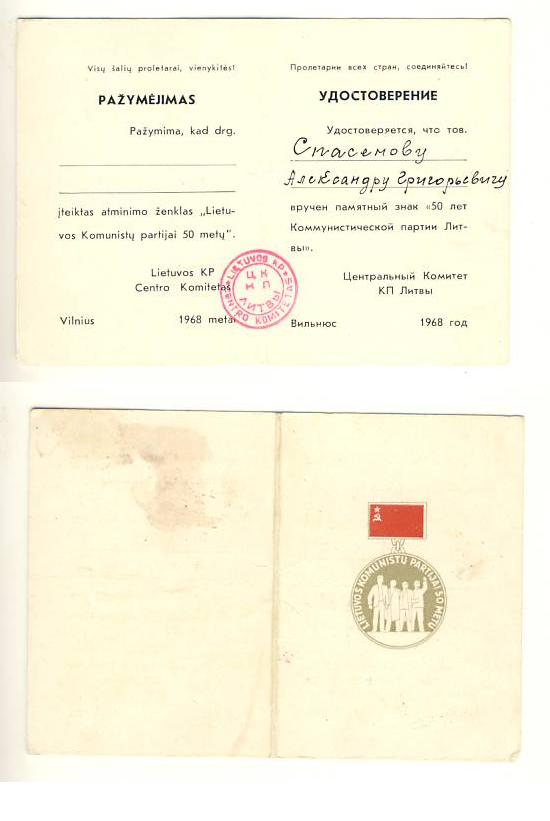 Visų šalių proletarai, vienykitės!
PAŽYMĖJIMAS
Pažymima, kad drg.
įteiktas atminimo ženklas „Lietu-
vos Komunistų partijai 50 metų".
Lietuvos KP
Centro Komitetas
Vilnius 1968 metai
Пролетарии всех стран, соединяйтесь!
УДОСТОВЕРЕНИЕ
Удостоверяется, что тов.
Спасенову
Александру Григорьевичу
вручен памятный знак «50 лет
Коммунистической партии Лит-
вы».
Центральный Комитет
КП Литвы
Вильнюс 1968 год
LIETUVOS KP
CENTRO KOMITETAS
ЦК
КП
ЛИТВЫ
LIETUVOS KOMUNISTŲ PARTIJAI 50 METŲ